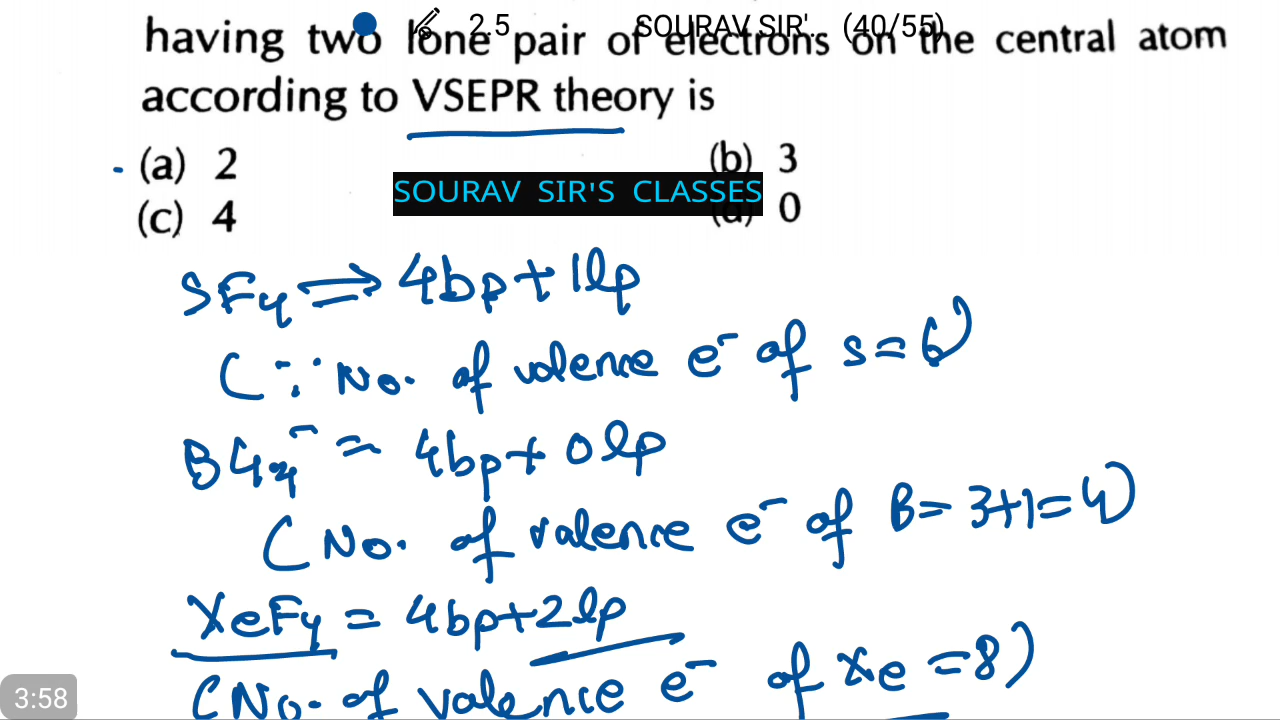 2.5 SOURAV SIR'. (40/55)
having two lone pair of electrons on the central atom
according to VSEPR theory is
(a) 2 (b) 3
SOURAV SIR'S CLASSES
(c) 4 (d) 0
SF4 ⇒ 4bp + 1lp
(∵ No. of valence e⁻ of s = 6)
4bp + 0lp
(No. of valence e⁻ of B = 3+1 = 4)
XeF4 = 4bp+2lp
(No. of valence e⁻ of Xe = 8)
3:58